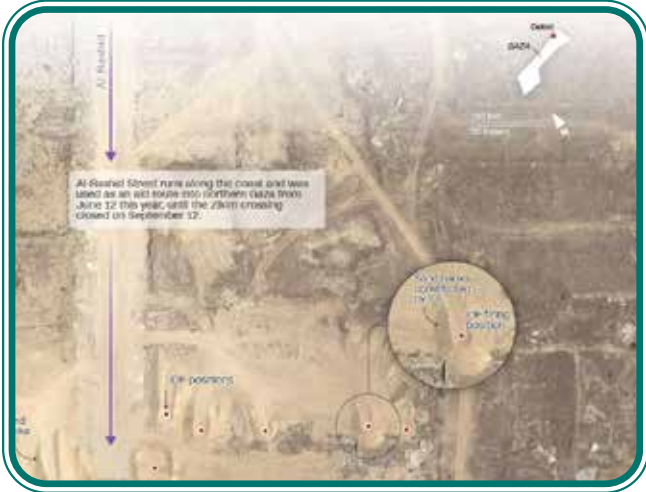 Al-Rashid
GAZA
Al-Rashid Street runs along the coast and was
used as an aid route into northern Gaza from
June 12 this year, until the Zikim crossing
closed on September 12.
Sand berms
IDF firing
position
IDF positions